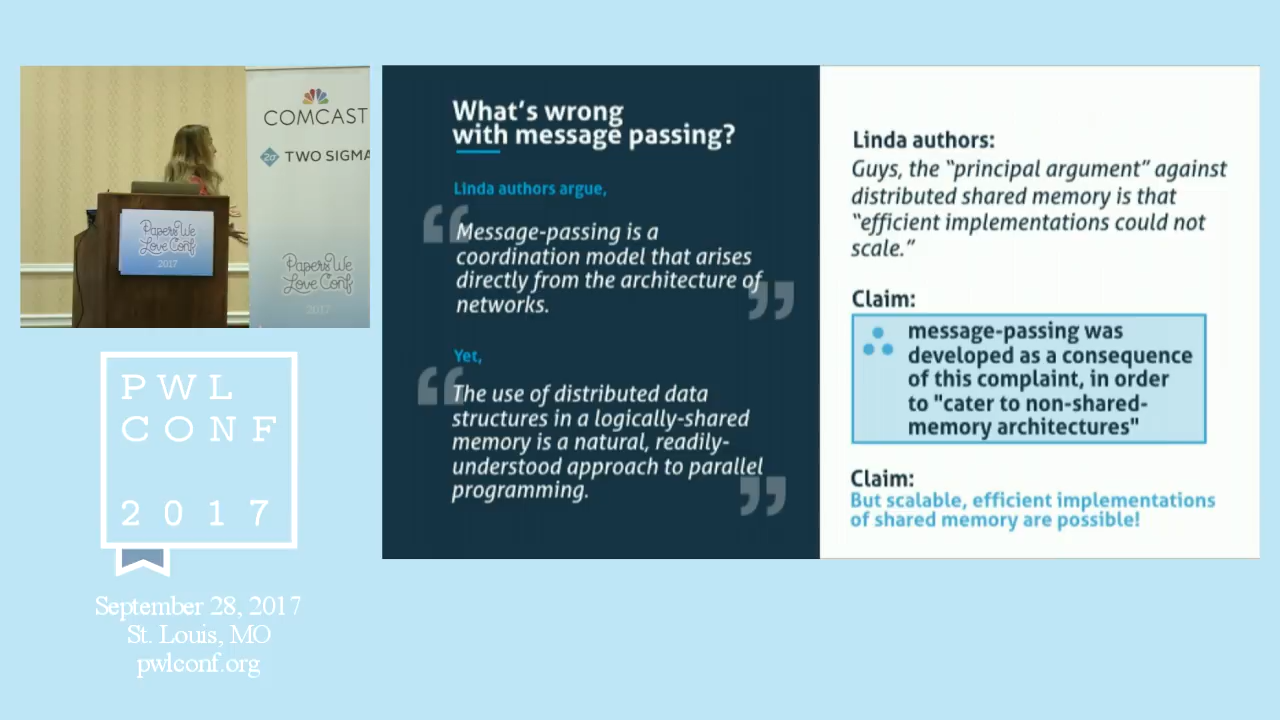 COMCAST
TWO SIGMA
Papers We
Love Conf
2017
Papers We
Love Conf
2017
PWL
CONF
2017
September 28, 2017
St. Louis, MO
pwlconf.org
What's wrong
with message passing?
Linda authors argue,
“Message-passing is a
coordination model that arises
directly from the architecture of
networks.”
Yet,
“The use of distributed data
structures in a logically-shared
memory is a natural, readily-
understood approach to parallel
programming.”
Linda authors:
Guys, the “principal argument” against
distributed shared memory is that
“efficient implementations could not
scale.”
Claim:
message-passing was
developed as a consequence
of this complaint, in order
to "cater to non-shared-
memory architectures"
Claim:
But scalable, efficient implementations
of shared memory are possible!